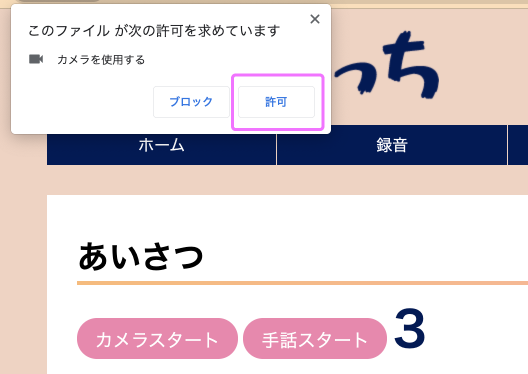 このファイル が次の許可を求めています
カメラを使用する
ブロック
許可
っち
ホーム
録音
あいさつ
カメラスタート
手話スタート
3